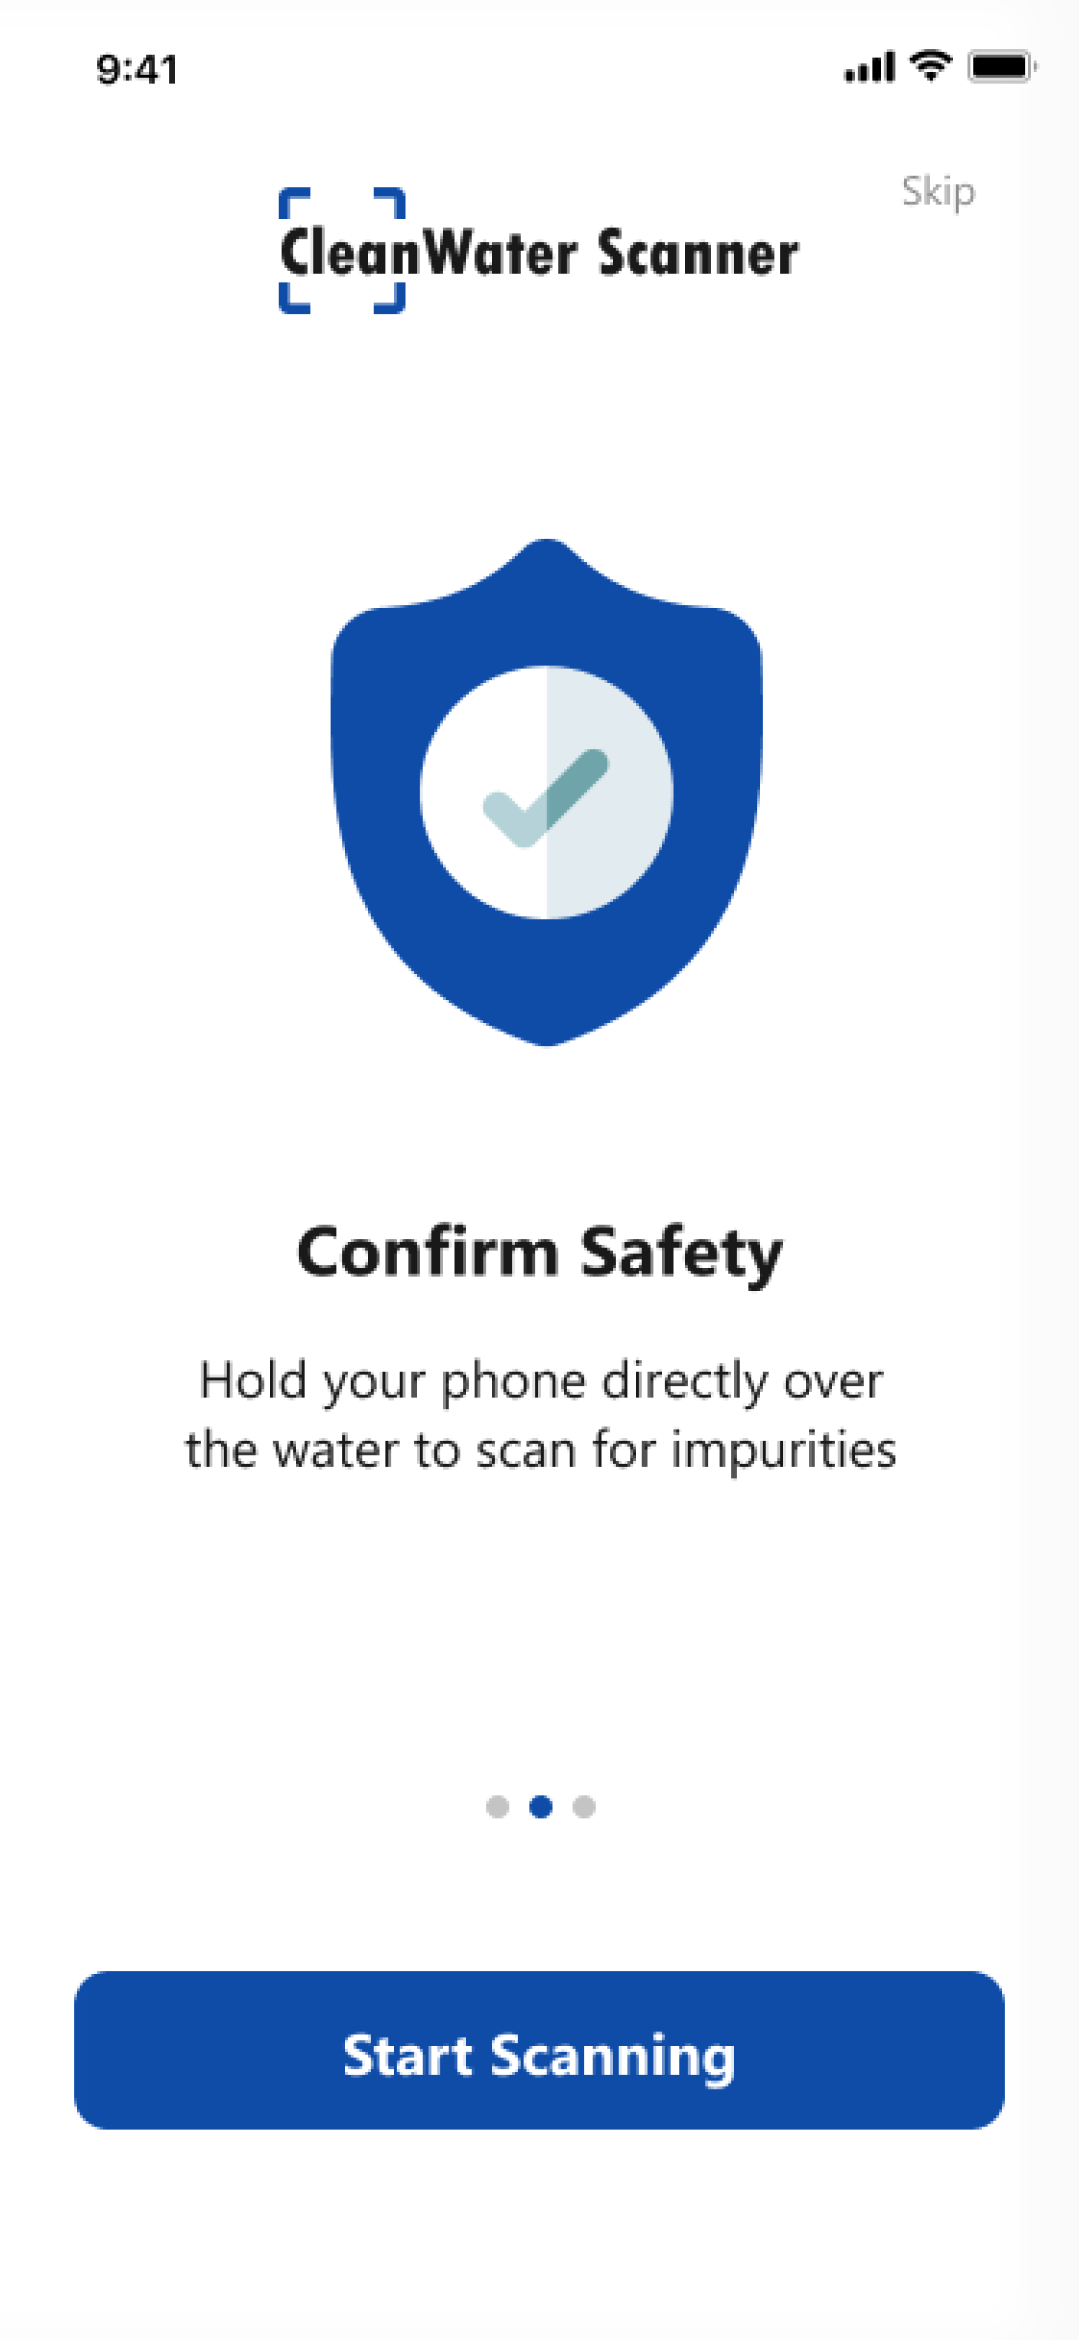 9:41
Skip
CleanWater Scanner
Confirm Safety
Hold your phone directly over
the water to scan for impurities
Start Scanning